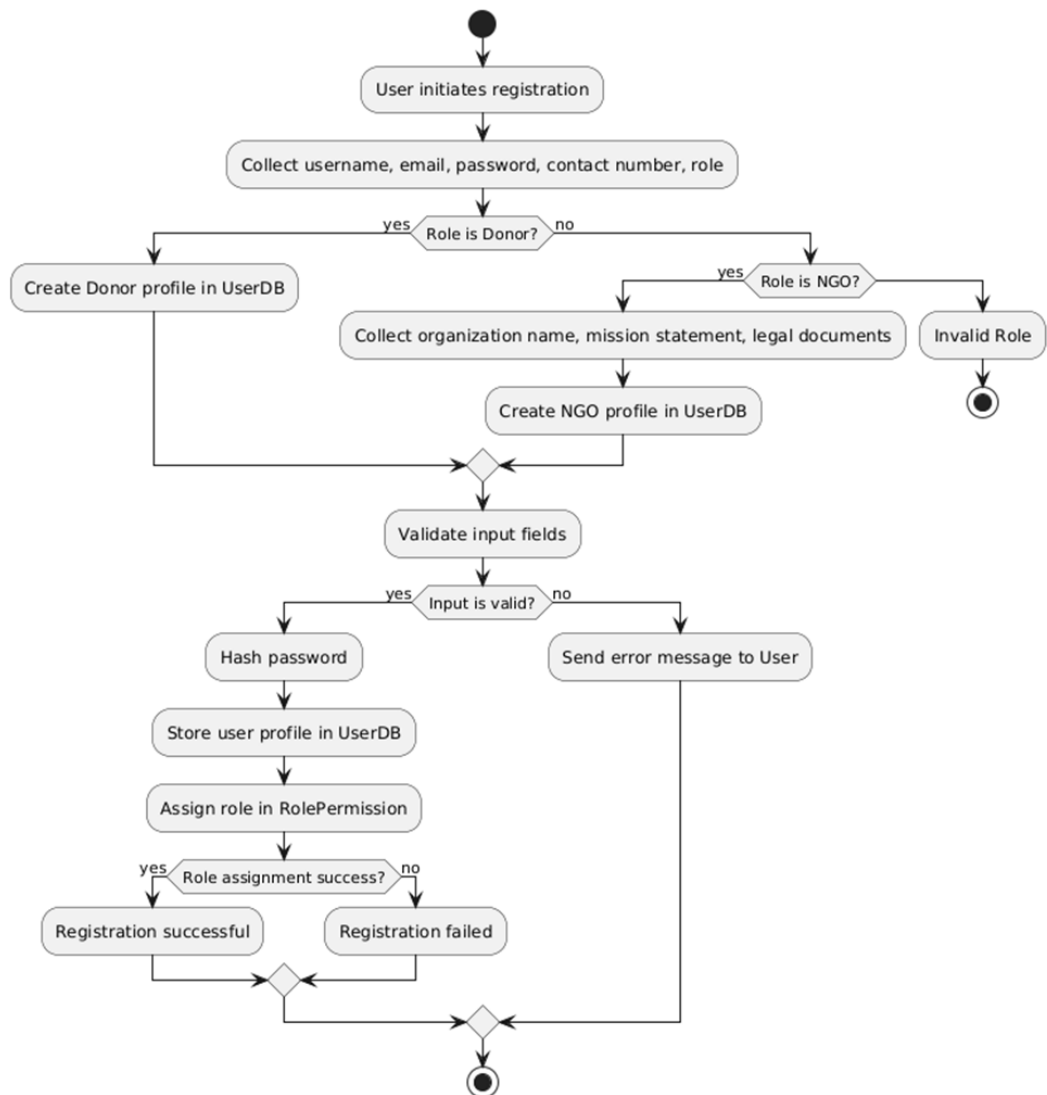 User initiates registration
Collect username, email, password, contact number, role
yes
Role is Donor?
no
Create Donor profile in UserDB
yes
Role is NGO?
Collect organization name, mission statement, legal documents
Invalid Role
Create NGO profile in UserDB
Validate input fields
yes
Input is valid?
no
Hash password
Send error message to User
Store user profile in UserDB
Assign role in RolePermission
yes
Role assignment success?
no
Registration successful
Registration failed